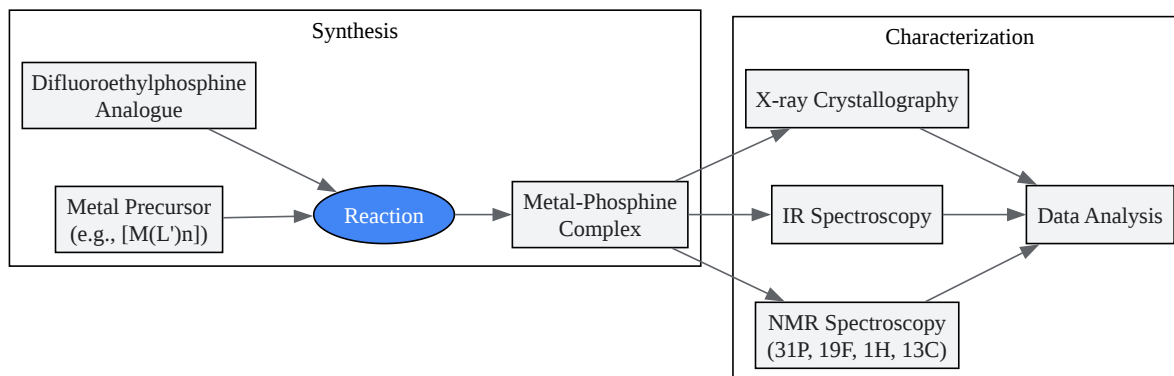 Synthesis
Difluoroethylphosphine
Analogue
Metal Precursor
(e.g., [M(L')n])
Reaction
Metal-Phosphine
Complex
Characterization
X-ray Crystallography
IR Spectroscopy
NMR Spectroscopy
(31P, 19F, 1H, 13C)
Data Analysis